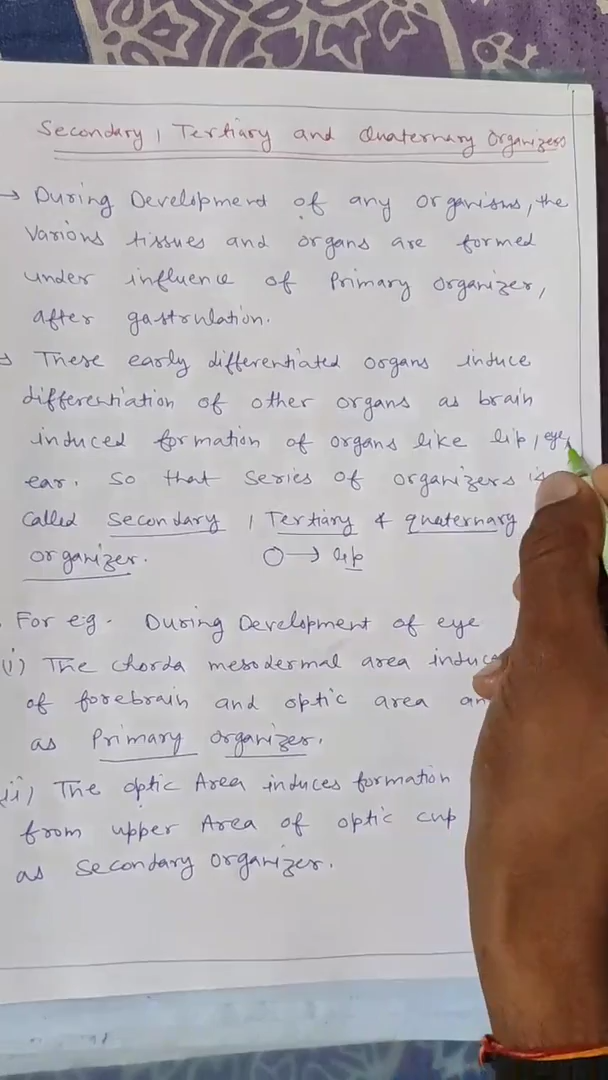 Secondary, Tertiary and Quaternary Organizers
→ During Development of any organisms, the
Various tissues and organs are formed
under influence of Primary Organizer,
after gastrulation.
These early differentiated organs induce
differentiation of other organs as brain
induced formation of organs like lip, eye,
ear. So that series of organizers is
Called Secondary, Tertiary & quaternary
organizer. O → lip
For e.g. During Development of eye
(i) The chorda mesodermal area induc
of forebrain and optic area an
as Primary organizer.
(ii) The optic Area induces formation
from upper Area of optic cup
as Secondary organizer.